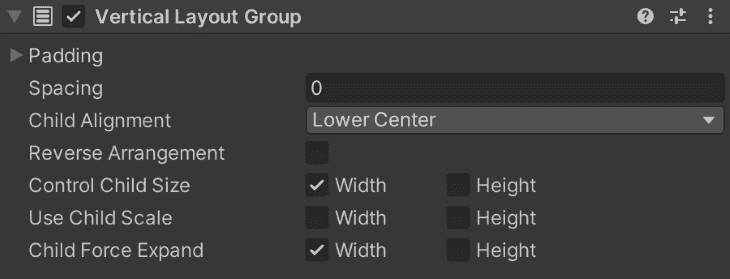 Vertical Layout Group
Padding
Spacing 0
Child Alignment Lower Center
Reverse Arrangement
Control Child Size Width Height
Use Child Scale Width Height
Child Force Expand Width Height